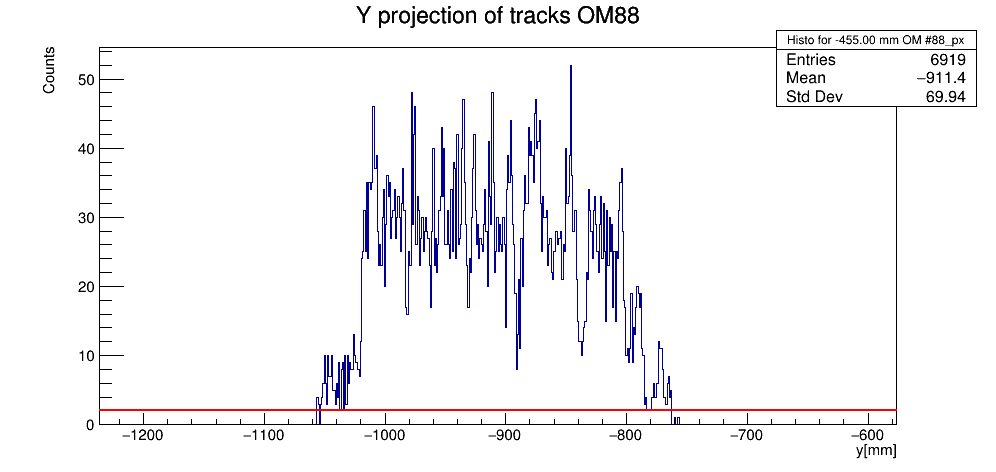 Y projection of tracks OM88
Histo for -455.00 mm OM #88_px
Entries 6919
Mean −911.4
Std Dev 69.94
Counts
50
40
30
20
10
0
−1200 −1100 −1000 −900 −800 −700 −600
y[mm]